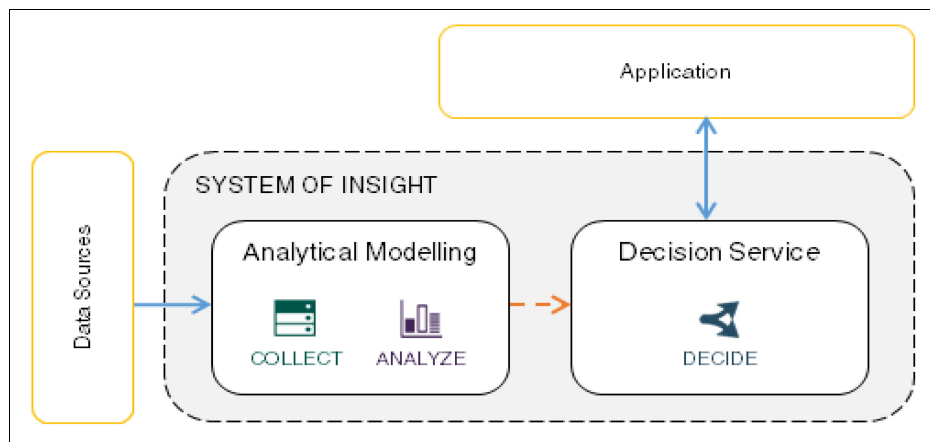 Application
SYSTEM OF INSIGHT
Data Sources
Analytical Modelling
COLLECT
ANALYZE
Decision Service
DECIDE